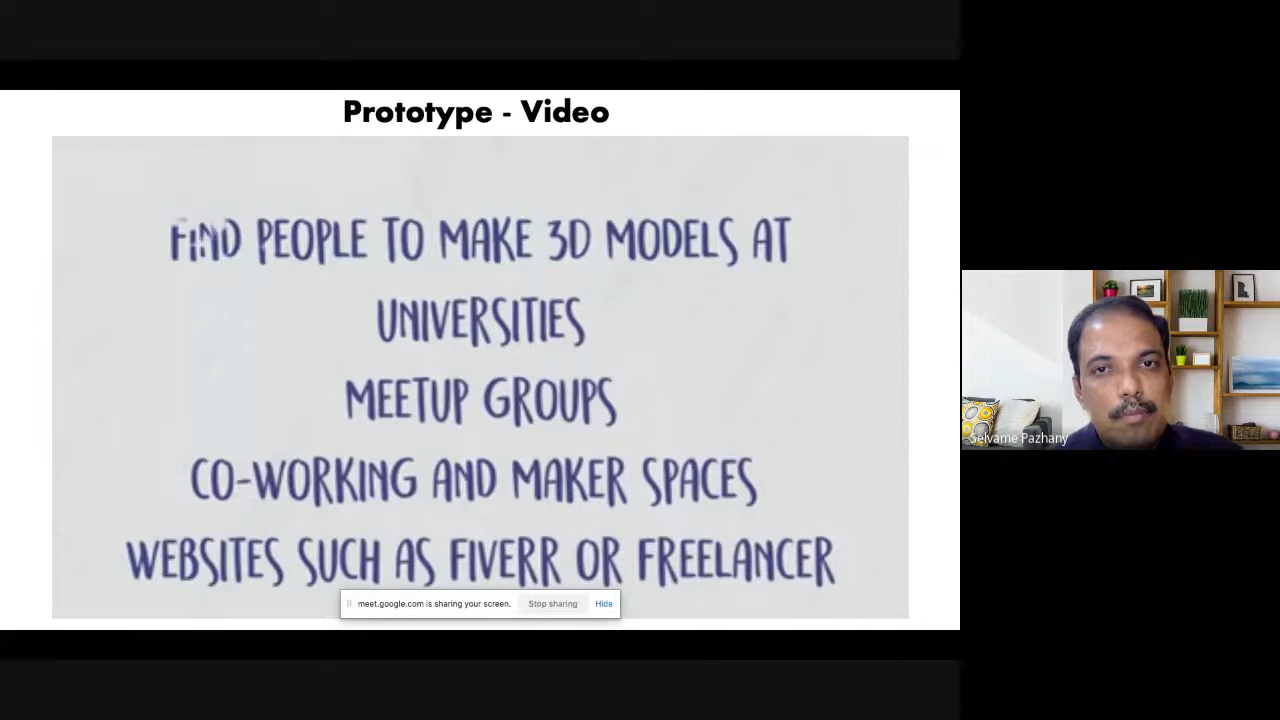 Prototype - Video
FIND PEOPLE TO MAKE 3D MODELS AT
UNIVERSITIES
MEETUP GROUPS
CO-WORKING AND MAKER SPACES
WEBSITES SUCH AS FIVERR OR FREELANCER
meet.google.com is sharing your screen. Stop sharing Hide
Selvame Pazhany